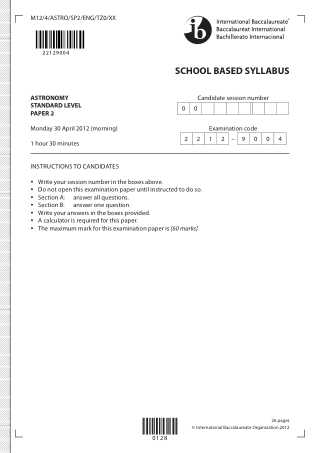 M12/4/ASTRO/SP2/ENG/TZ0/XX
22129004
ib
International Baccalaureate®
Baccalauréat International
Bachillerato Internacional
SCHOOL BASED SYLLABUS
ASTRONOMY
STANDARD LEVEL
PAPER 2
Monday 30 April 2012 (morning)
1 hour 30 minutes
Candidate session number
0 0
Examination code
2 2 1 2 – 9 0 0 4
INSTRUCTIONS TO CANDIDATES
• Write your session number in the boxes above.
• Do not open this examination paper until instructed to do so.
• Section A: answer all questions.
• Section B: answer one question.
• Write your answers in the boxes provided.
• A calculator is required for this paper.
• The maximum mark for this examination paper is [60 marks].
26 pages
© International Baccalaureate Organization 2012
0128